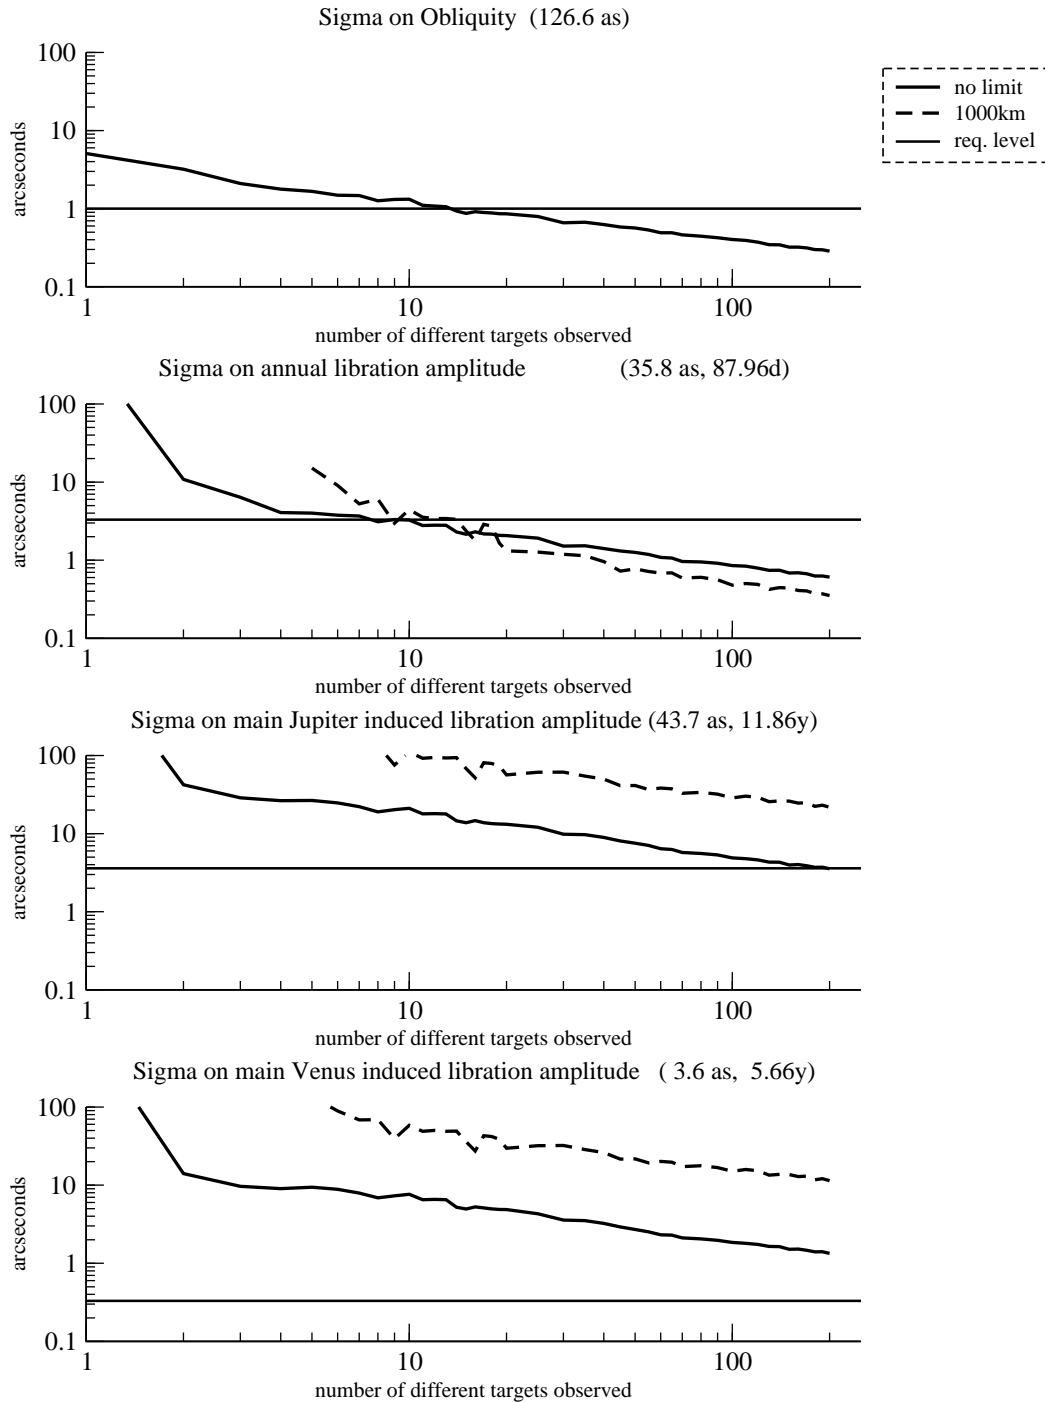 Sigma on Obliquity (126.6 as)
100
10
1
0.1
arcseconds
1 10 100
number of different targets observed
no limit
1000km
req. level
Sigma on annual libration amplitude (35.8 as, 87.96d)
100
10
1
0.1
arcseconds
1 10 100
number of different targets observed
Sigma on main Jupiter induced libration amplitude (43.7 as, 11.86y)
100
10
1
0.1
arcseconds
1 10 100
number of different targets observed
Sigma on main Venus induced libration amplitude ( 3.6 as, 5.66y)
100
10
1
0.1
arcseconds
1 10 100
number of different targets observed